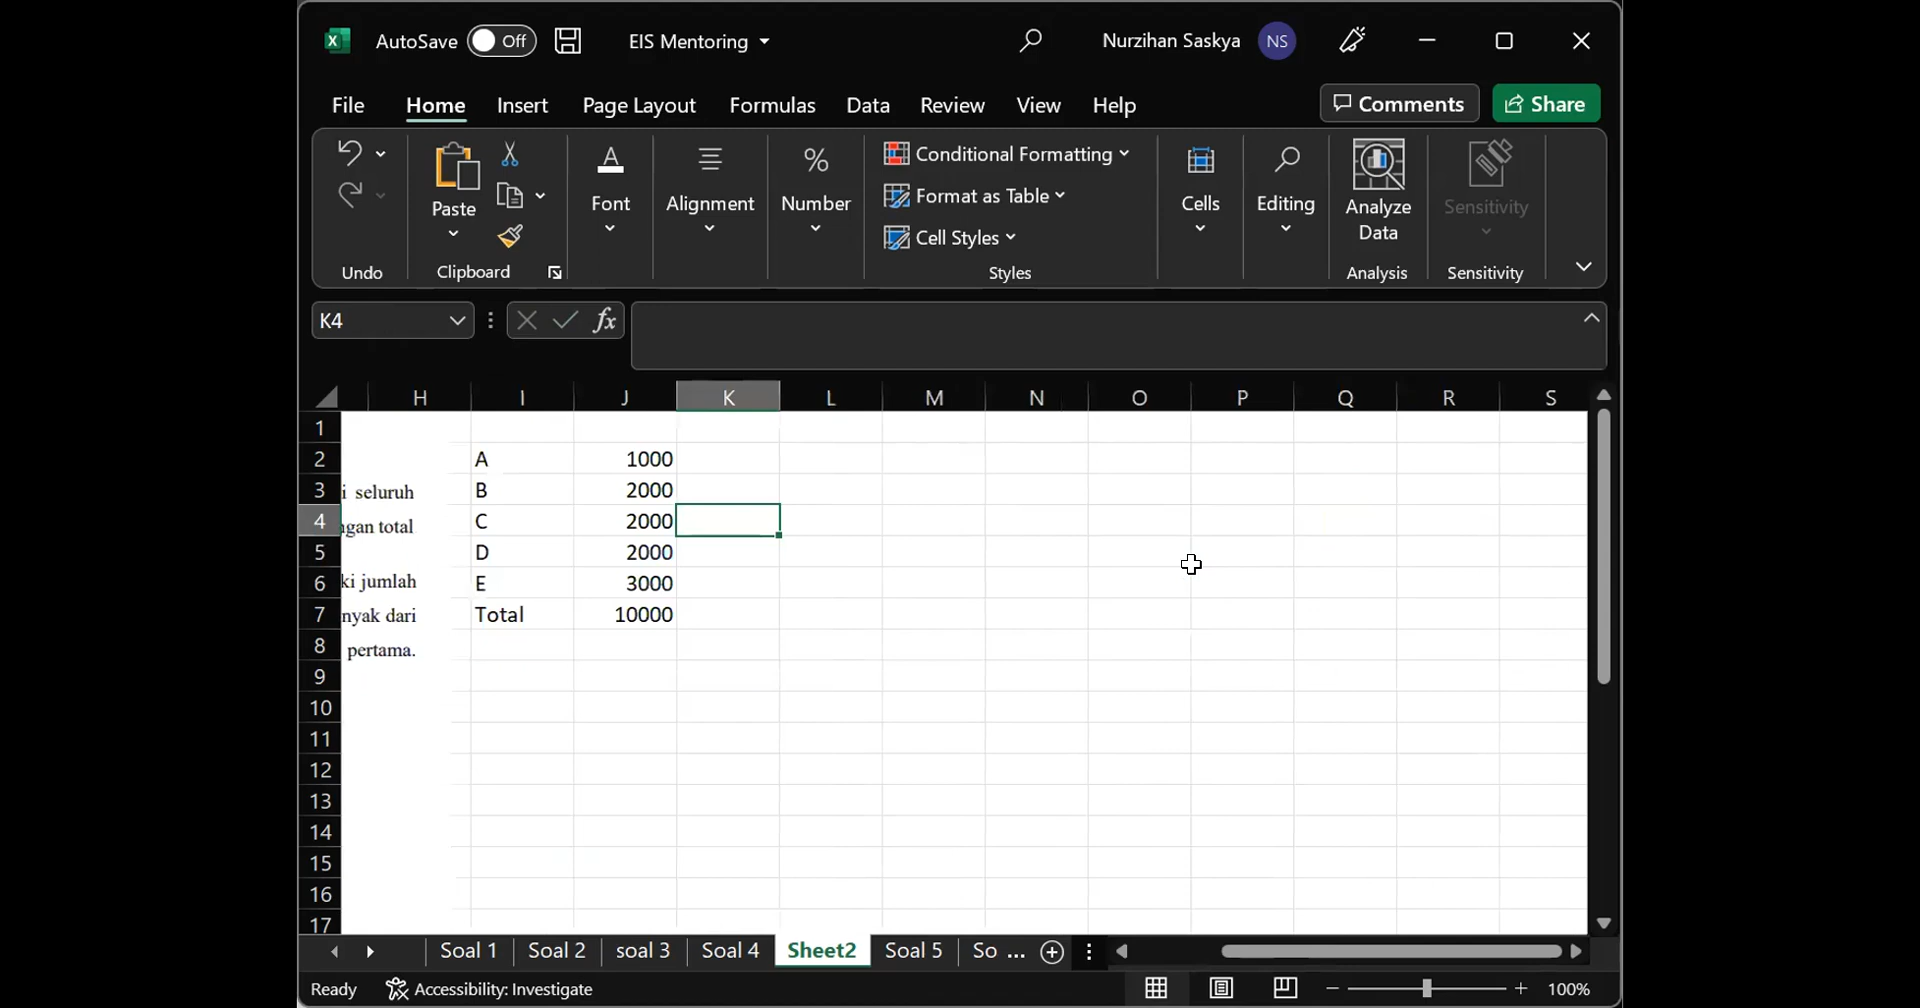 AutoSave Off EIS Mentoring Nurzihan Saskya NS
File Home Insert Page Layout Formulas Data Review View Help Comments Share
Undo
Paste
Clipboard
Font
Alignment
%
Number
Conditional Formatting
Format as Table
Cell Styles
Styles
Cells
Editing
Analyze
Data
Analysis
Sensitivity
Sensitivity
K4 fx
H I J K L M N O P Q R S
1
2 A 1000
3 i seluruh B 2000
4 ngan total C 2000
5 D 2000
6 ki jumlah E 3000
7 nyak dari Total 10000
8 pertama.
9
10
11
12
13
14
15
16
17
Soal 1 Soal 2 soal 3 Soal 4 Sheet2 Soal 5 So ...
Ready Accessibility: Investigate 100%